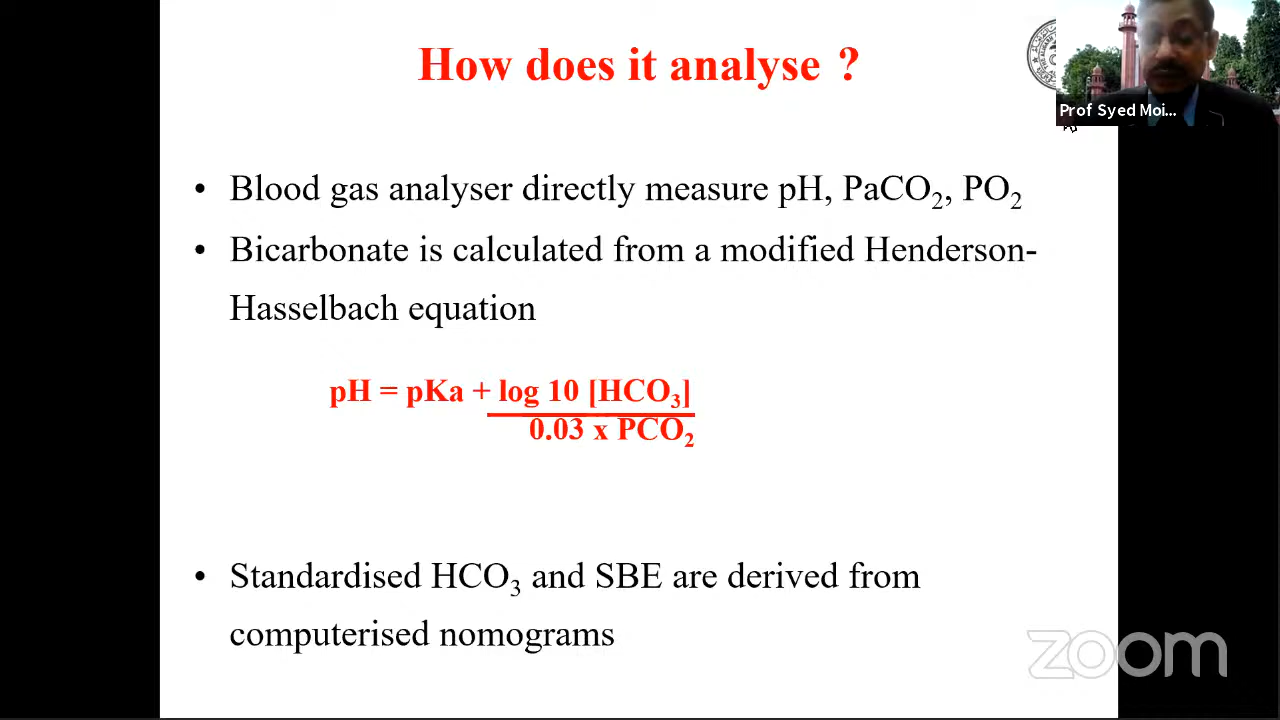 How does it analyse ?
Prof Syed Moi...
• Blood gas analyser directly measure pH, PaCO₂, PO₂
• Bicarbonate is calculated from a modified Henderson-
Hasselbach equation
pH = pKa + log 10 [HCO₃]
0.03 x PCO₂
• Standardised HCO₃ and SBE are derived from
computerised nomograms
zoom